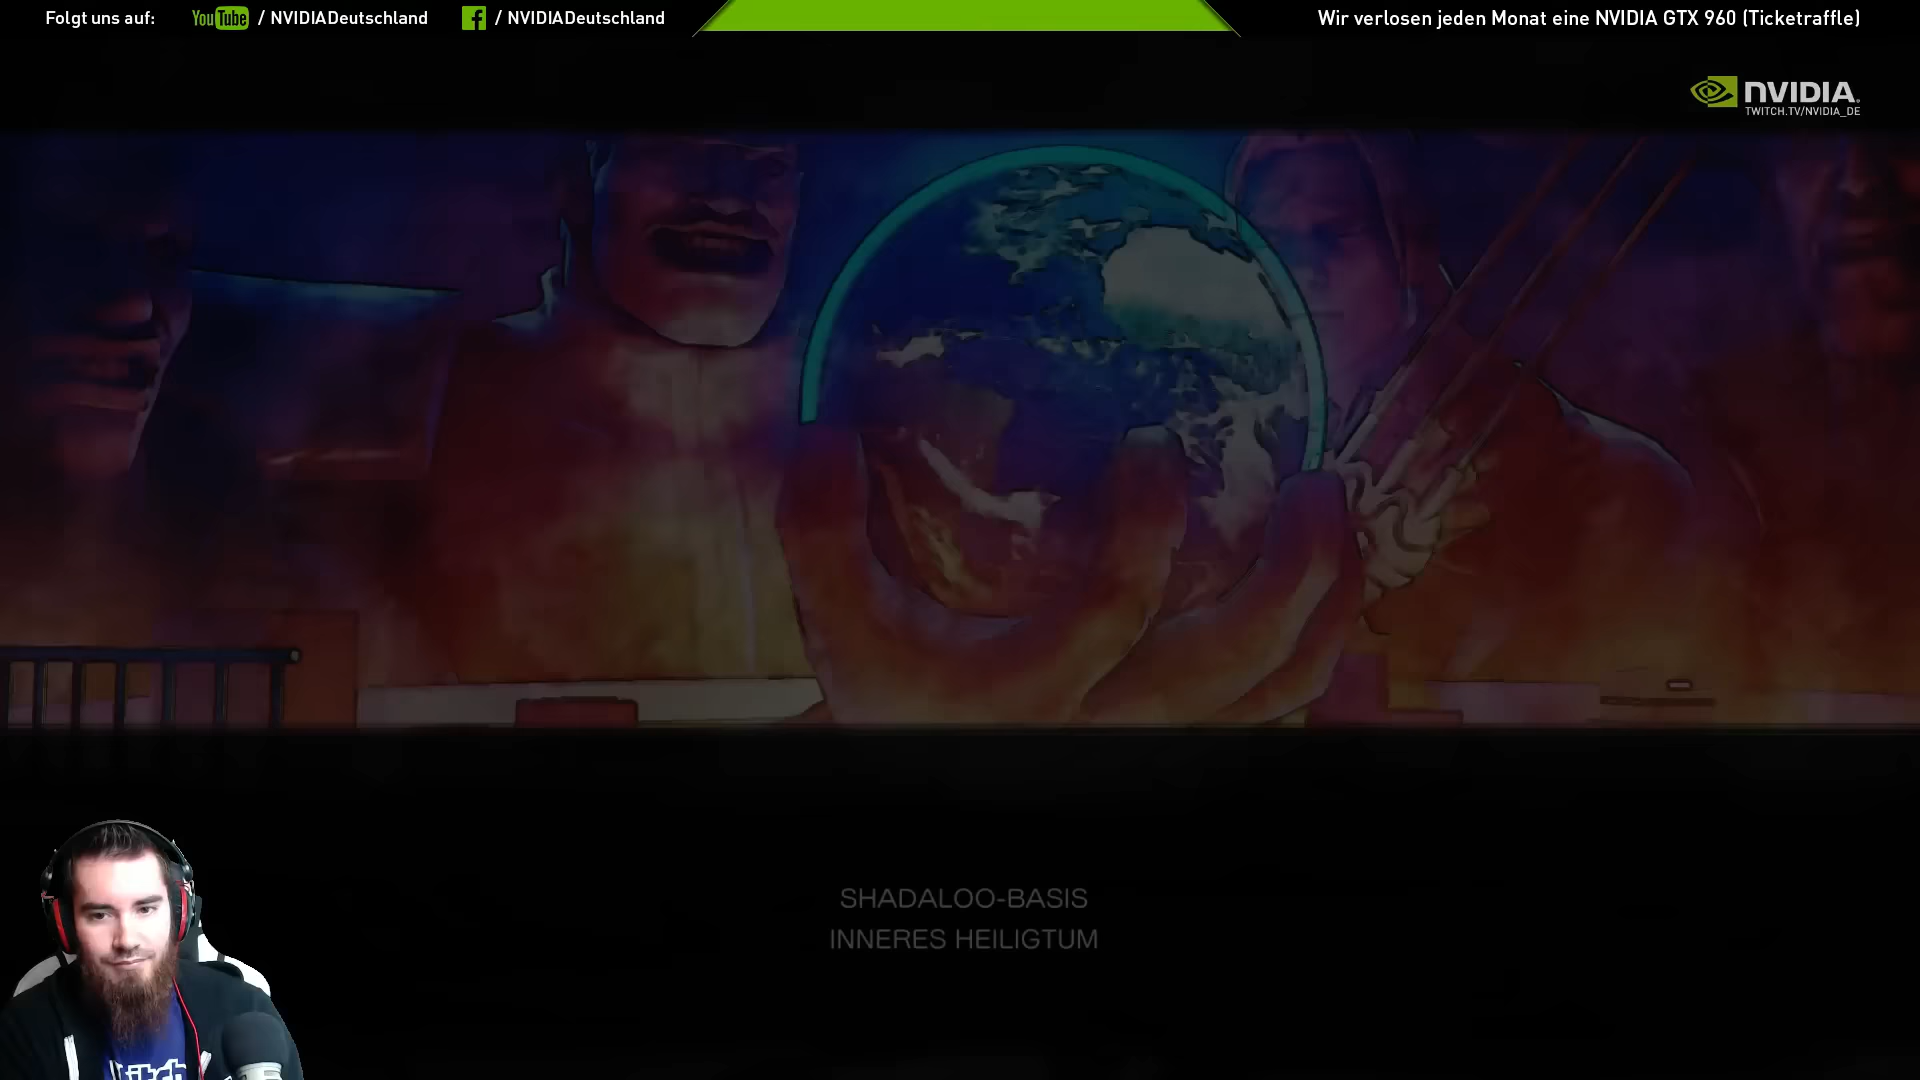 Folgt uns auf:
YouTube / NVIDIADeutschland
/ NVIDIADeutschland
Wir verlosen jeden Monat eine NVIDIA GTX 960 (Ticketraffle)
NVIDIA
TWITCH.TV/NVIDIA_DE
SHADALOO-BASIS
INNERES HEILIGTUM